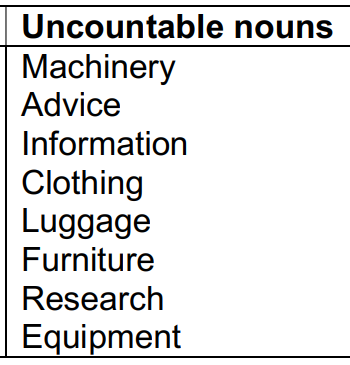 Uncountable nouns
Machinery
Advice
Information
Clothing
Luggage
Furniture
Research
Equipment